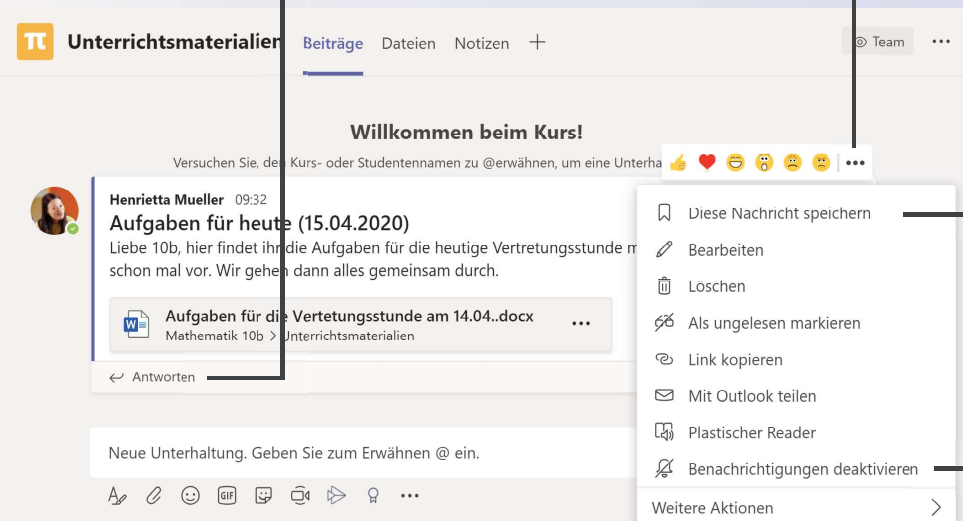 π Unterrichtsmaterialien Beiträge Dateien Notizen + Team
Willkommen beim Kurs!
Versuchen Sie, den Kurs- oder Studentennamen zu @erwähnen, um eine Unterha
Henrietta Mueller 09:32
Aufgaben für heute (15.04.2020)
Liebe 10b, hier findet ihr die Aufgaben für die heutige Vertretungsstunde m
schon mal vor. Wir gehen dann alles gemeinsam durch.
W Aufgaben für die Vertetungsstunde am 14.04..docx
Mathematik 10b > Unterrichtsmaterialien
Antworten
Neue Unterhaltung. Geben Sie zum Erwähnen @ ein.
GIF
Diese Nachricht speichern
Bearbeiten
Löschen
Als ungelesen markieren
Link kopieren
Mit Outlook teilen
Plastischer Reader
Benachrichtigungen deaktivieren
Weitere Aktionen